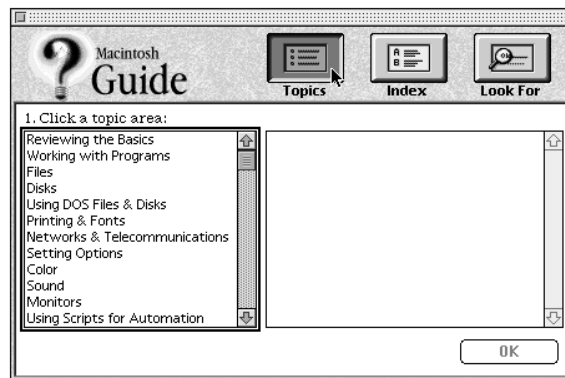 Macintosh
Guide
Topics
Index
Look For
1. Click a topic area:
Reviewing the Basics
Working with Programs
Files
Disks
Using DOS Files & Disks
Printing & Fonts
Networks & Telecommunications
Setting Options
Color
Sound
Monitors
Using Scripts for Automation
OK